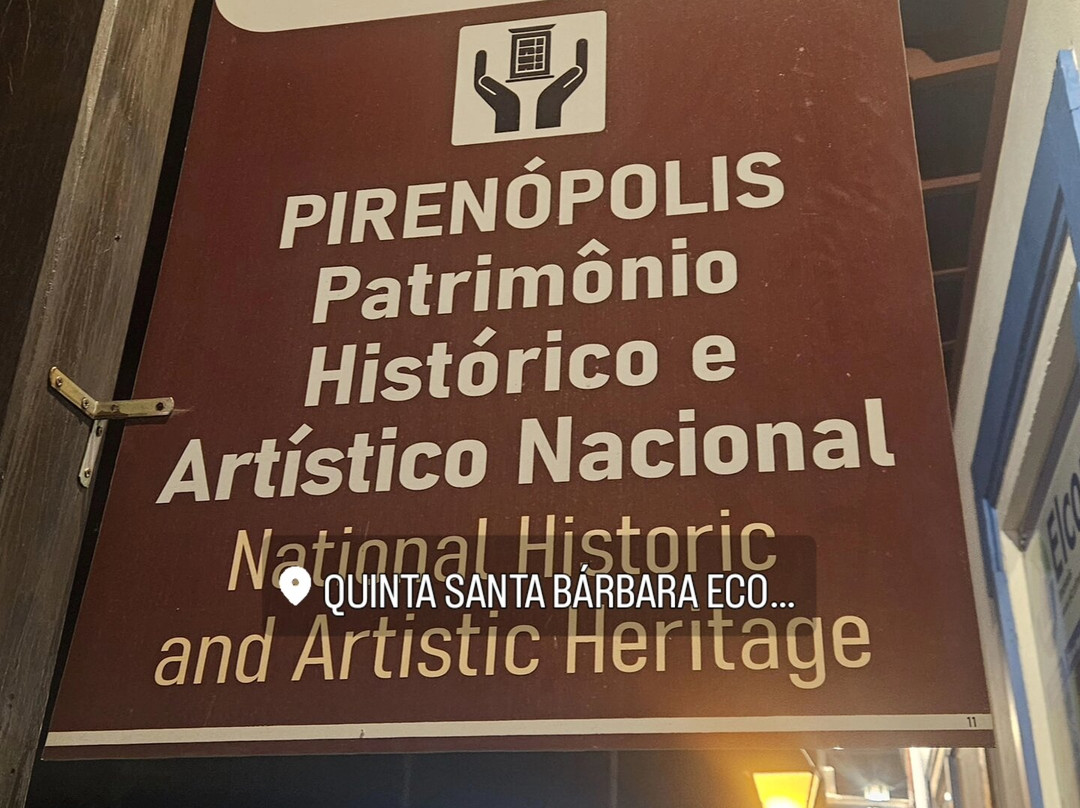 PIRENÓPOLIS
Patrimônio
Histórico e
Artístico Nacional
National Historic
QUINTA SANTA BÁRBARA ECO...
and Artistic Heritage
11